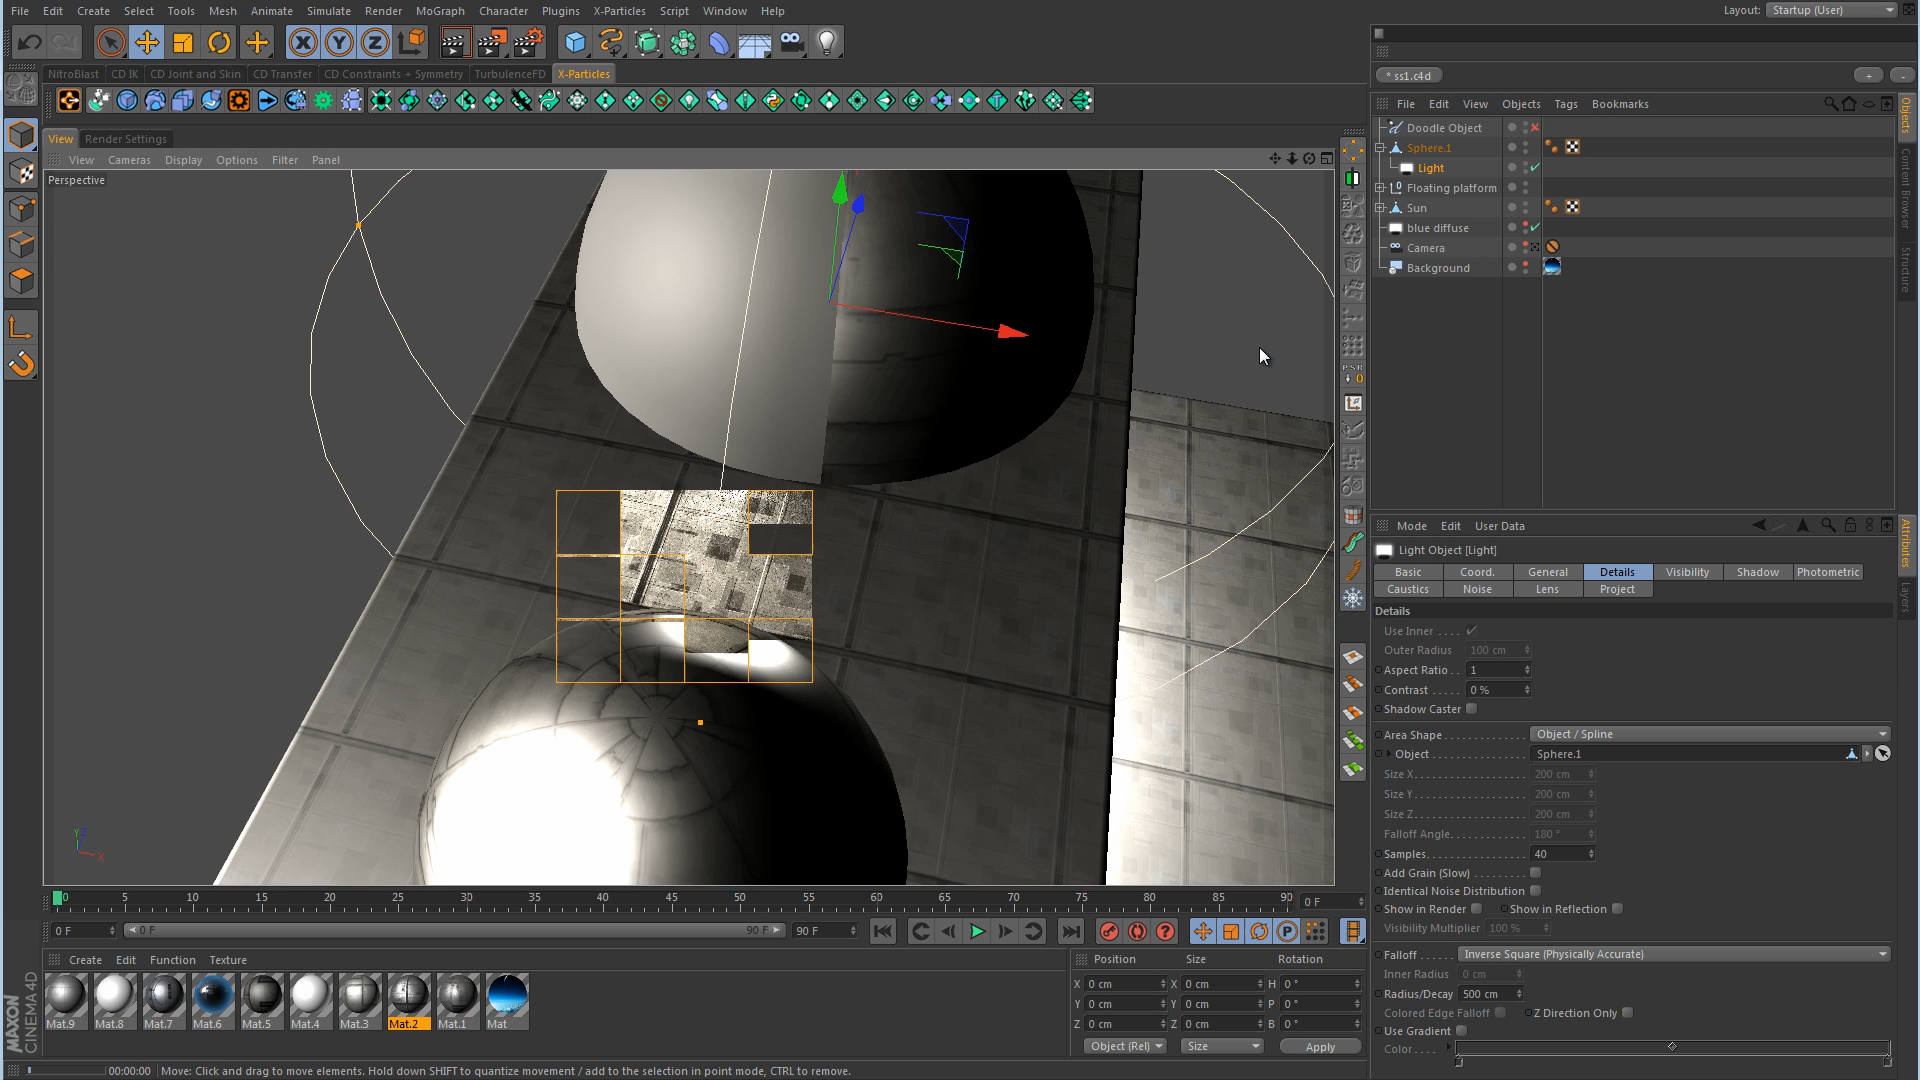 File Edit Create Select Tools Mesh Animate Simulate Render MoGraph Character Plugins X-Particles Script Window Help
Layout: Startup (User)
X Y Z
NitroBlast CD IK CD Joint and Skin CD Transfer CD Constraints + Symmetry TurbulenceFD X-Particles
* ss1.c4d + -
File Edit View Objects Tags Bookmarks
Objects
Content Browser
Structure
Doodle Object
Sphere.1
Light
Floating platform
Sun
blue diffuse
Camera
Background
View Render Settings
View Cameras Display Options Filter Panel
Perspective
PSR
0
Y Z
X
Mode Edit User Data
Attributes
Layers
Light Object [Light]
Basic Coord. General Details Visibility Shadow Photometric
Caustics Noise Lens Project
Details
Use Inner
Outer Radius 100 cm
Aspect Ratio 1
Contrast 0 %
Shadow Caster
Area Shape Object / Spline
Object Sphere.1
Size X 200 cm
Size Y 200 cm
Size Z 200 cm
Falloff Angle 180 °
Samples 40
Add Grain (Slow)
Identical Noise Distribution
Show in Render Show in Reflection
Visibility Multiplier 100 %
Falloff Inverse Square (Physically Accurate)
Inner Radius 0 cm
Radius/Decay 500 cm
Colored Edge Falloff Z Direction Only
Use Gradient
Color
0 5 10 15 20 25 30 35 40 45 50 55 60 65 70 75 80 85 90 0 F
0 F 0 F 90 F 90 F
P
Create Edit Function Texture
Mat.9 Mat.8 Mat.7 Mat.6 Mat.5 Mat.4 Mat.3 Mat.2 Mat.1 Mat
Position Size Rotation
X 0 cm X 0 cm H 0 °
Y 0 cm Y 0 cm P 0 °
Z 0 cm Z 0 cm B 0 °
Object (Rel) Size Apply
MAXON
CINEMA 4D
00:00:00 Move: Click and drag to move elements. Hold down SHIFT to quantize movement / add to the selection in point mode, CTRL to remove.